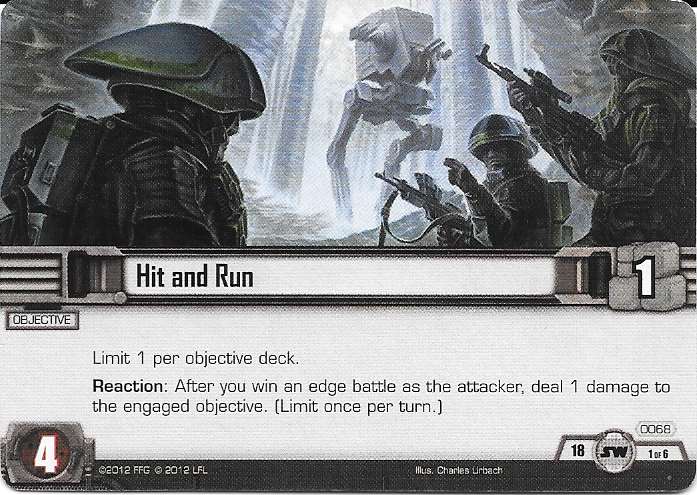 Hit and Run
1
OBJECTIVE
Limit 1 per objective deck.
Reaction: After you win an edge battle as the attacker, deal 1 damage to
the engaged objective. (Limit once per turn.)
4
0068
18 SW 1 OF 6
©2012 FFG © 2012 LFL
Illus. Charles Urbach